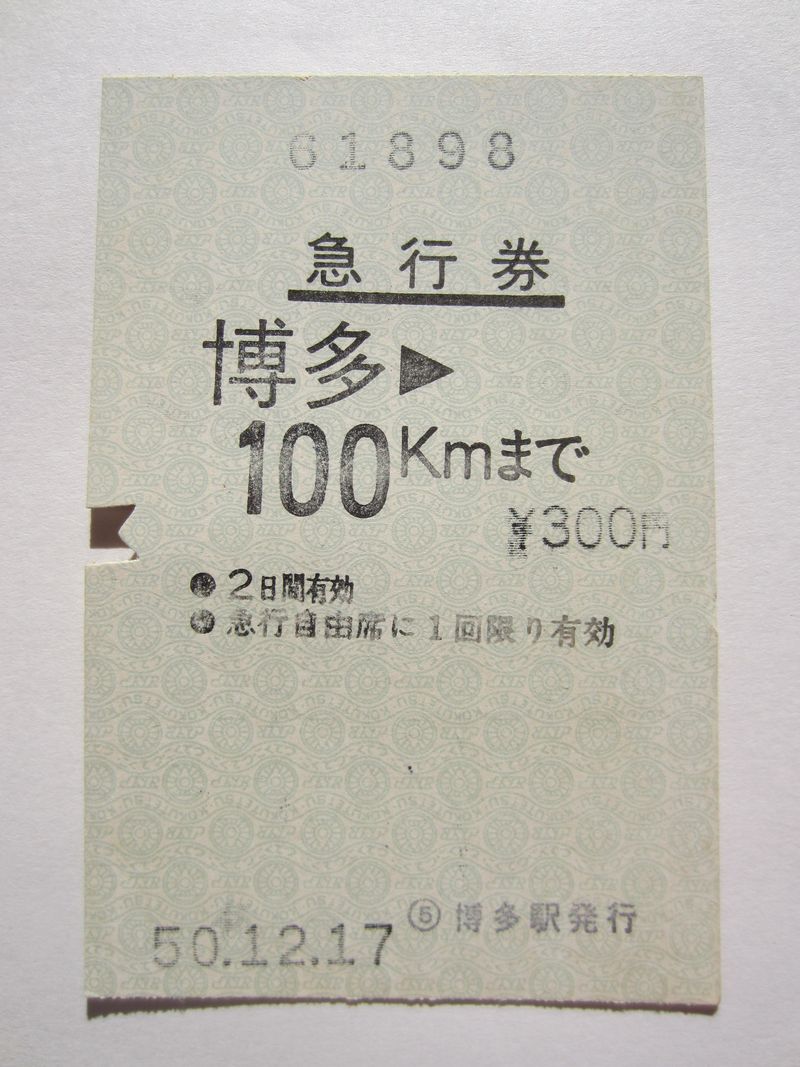 61898
急行券
博多▶
100Kmまで
¥300円
●2日間有効
●急行自由席に1回限り有効
50.12.17
⑤博多駅発行